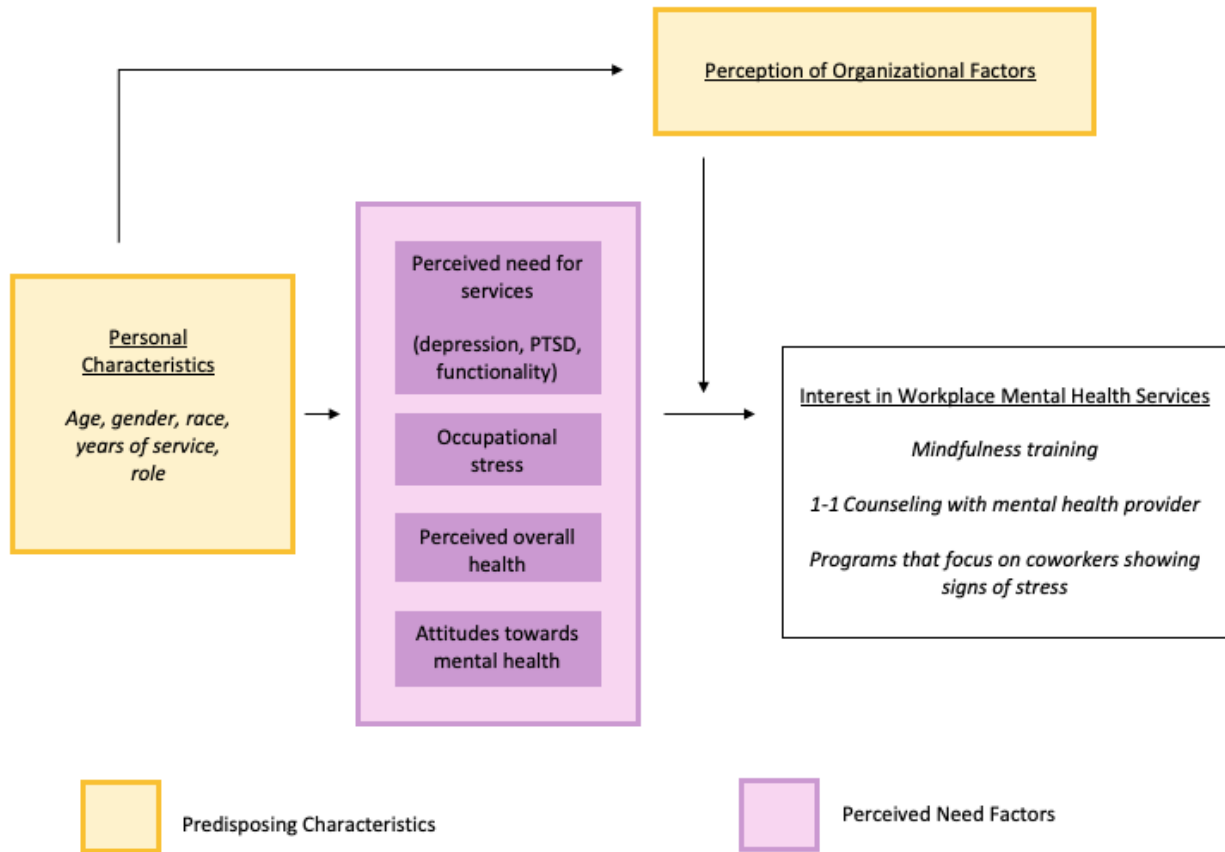 Perception of Organizational Factors
Personal
Characteristics
Age, gender, race,
years of service,
role
Perceived need for
services
(depression, PTSD,
functionality)
Occupational
stress
Perceived overall
health
Attitudes towards
mental health
Interest in Workplace Mental Health Services
Mindfulness training
1-1 Counseling with mental health provider
Programs that focus on coworkers showing
signs of stress
Predisposing Characteristics
Perceived Need Factors